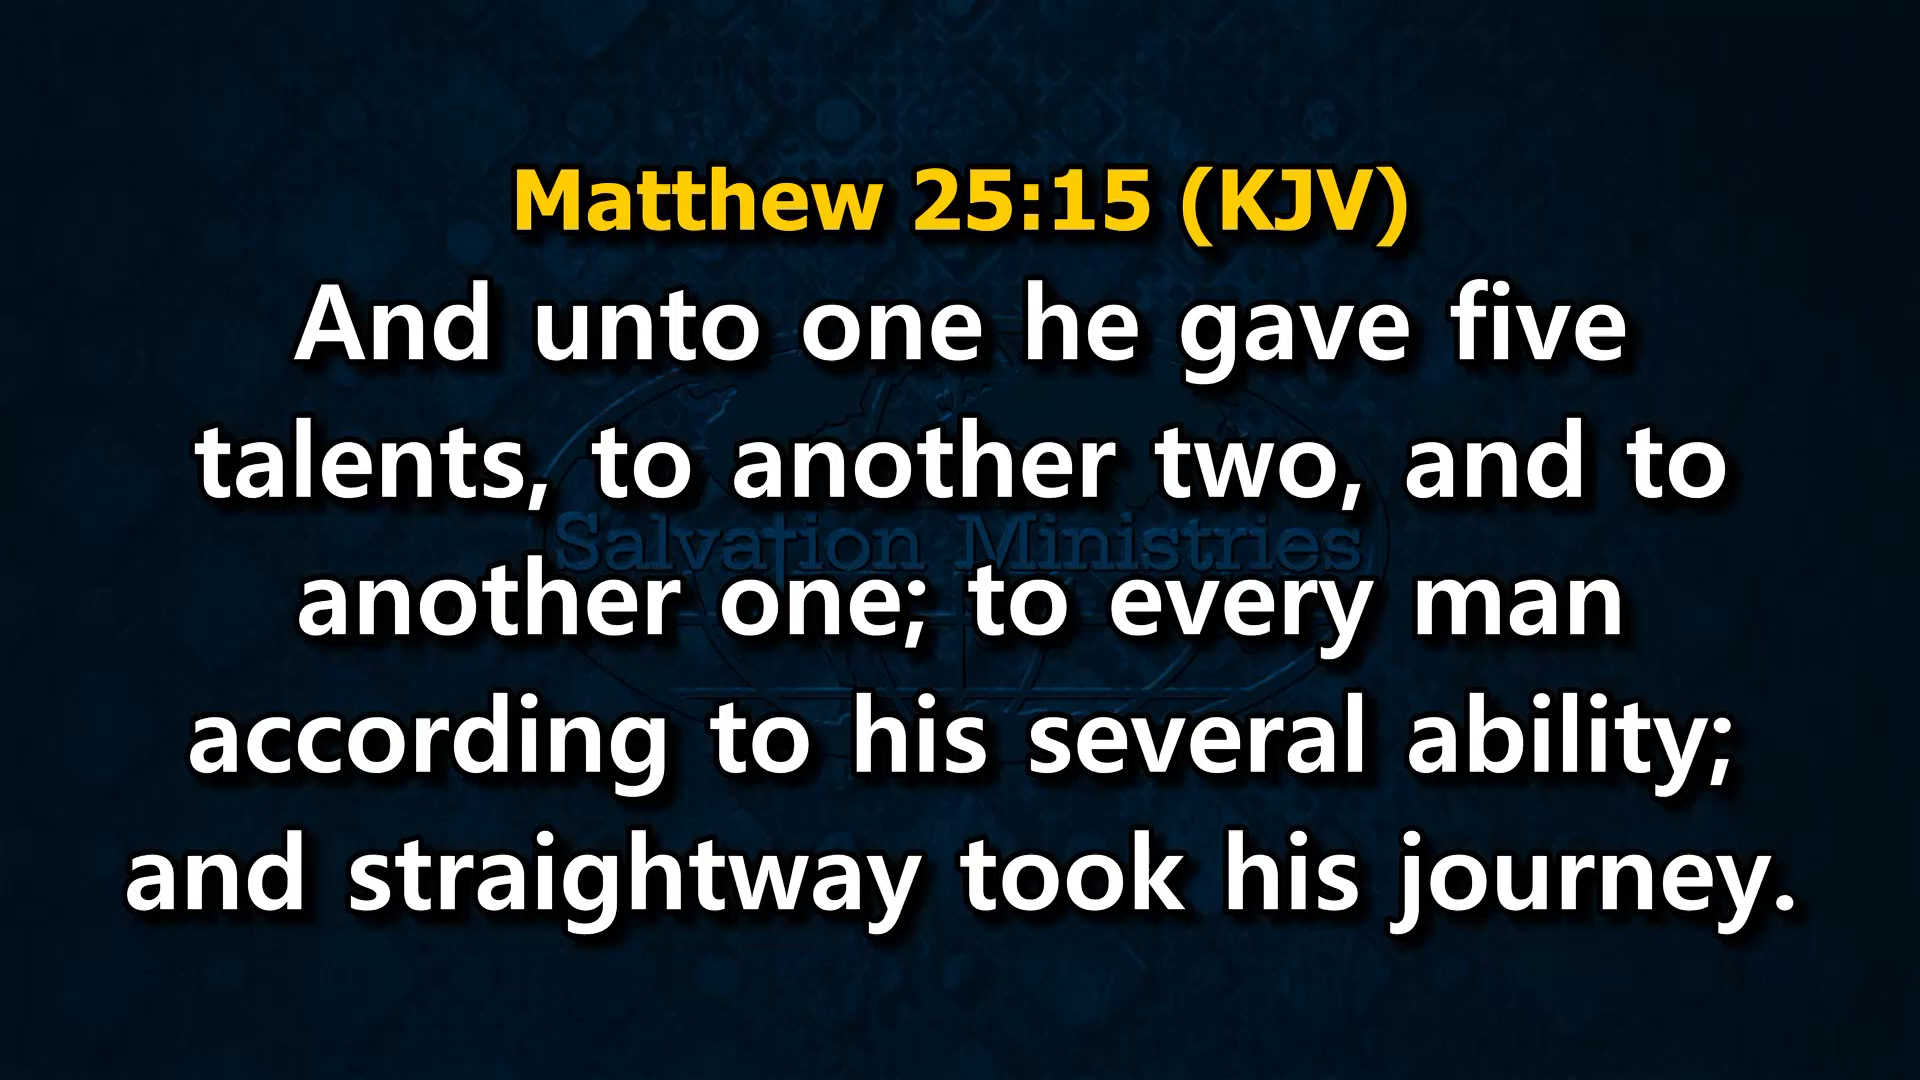 Matthew 25:15 (KJV)
And unto one he gave five
talents, to another two, and to
Salvation Ministries
another one; to every man
according to his several ability;
and straightway took his journey.